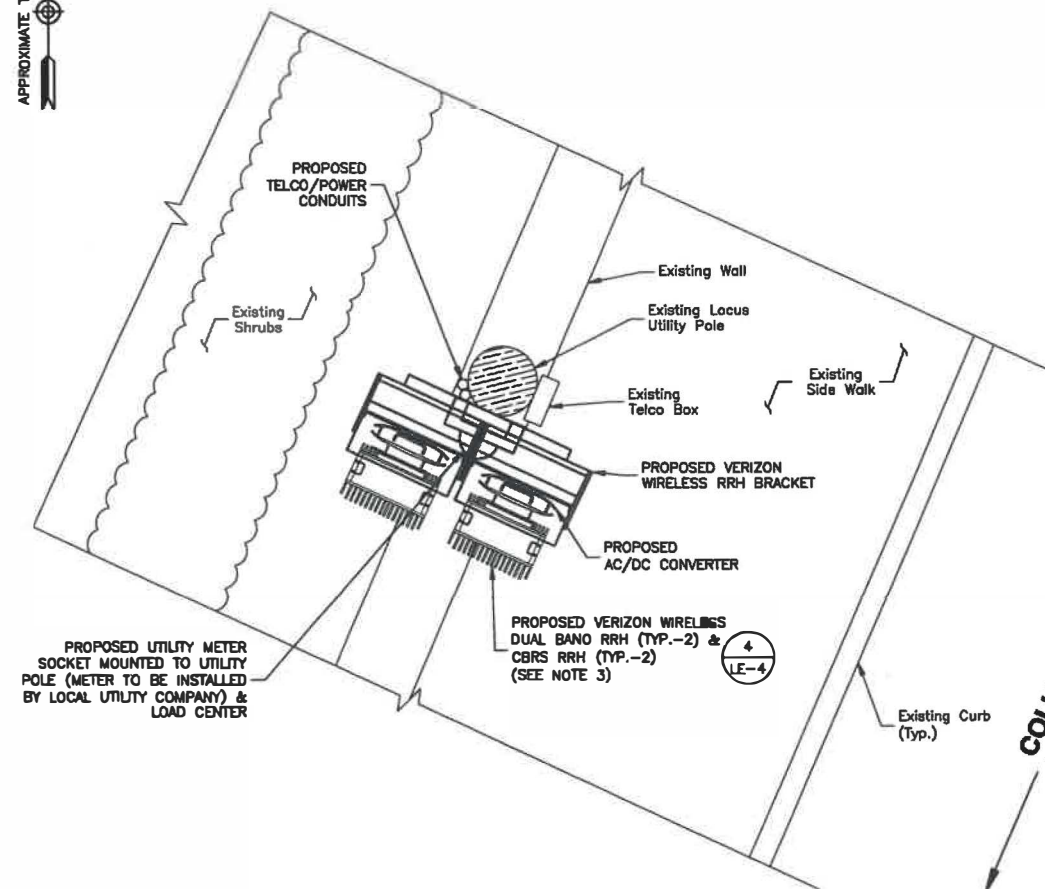 APPROXIMATE T
PROPOSED
TELCO/POWER
CONDUITS
Existing Wall
Existing Locus
Utility Pole
Existing
Shrubs
Existing
Side Walk
Existing
Telco Box
PROPOSED VERIZON
WIRELESS RRH BRACKET
PROPOSED
AC/DC CONVERTER
PROPOSED VERIZON WIRELESS
DUAL BAND RRH (TYP.-2) &
CBRS RRH (TYP.-2)
(SEE NOTE 3)
4
LE-4
PROPOSED UTILITY METER
SOCKET MOUNTED TO UTILITY
POLE (METER TO BE INSTALLED
BY LOCAL UTILITY COMPANY) &
LOAD CENTER
Existing Curb
(Typ.)